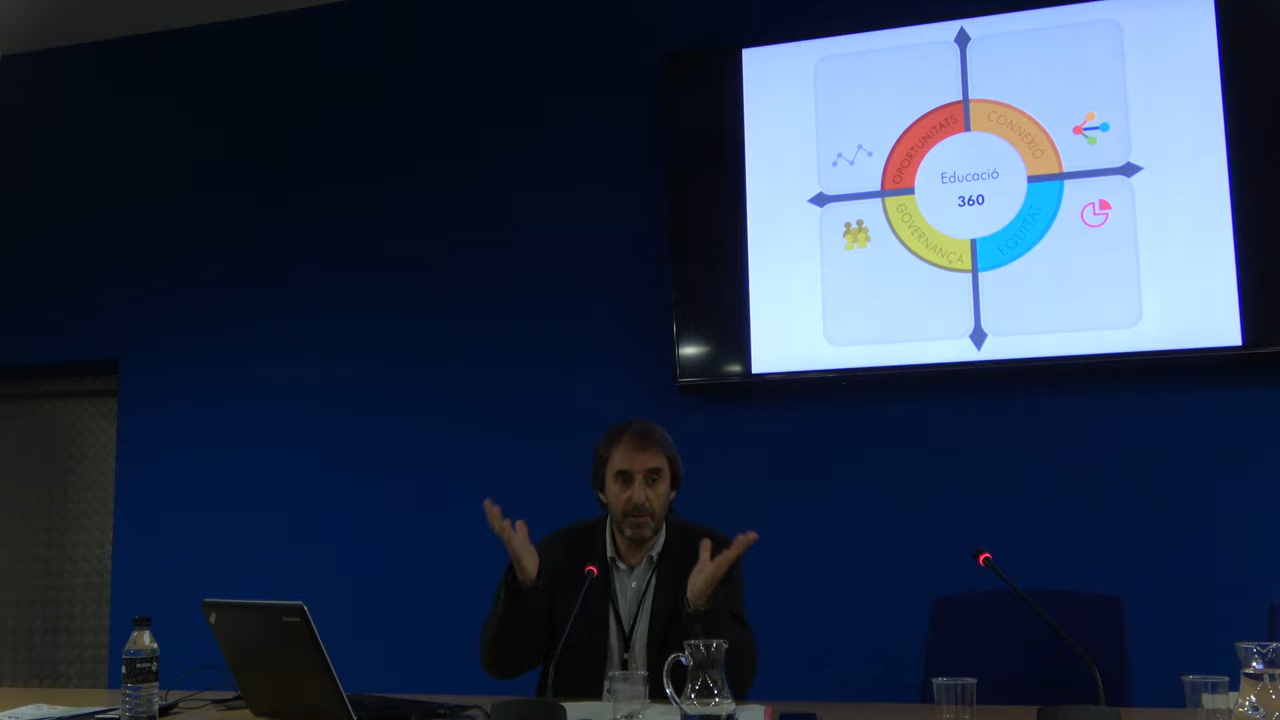 OPORTUNITATS
CONNEXIÓ
Educació
360
GOVERNANÇA
EQUITAT